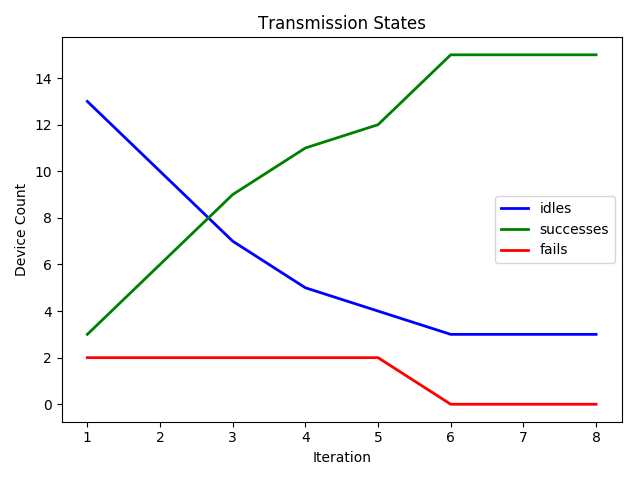 Transmission States
Device Count
14
12
10
8
6
4
2
0
idles
successes
fails
1 2 3 4 5 6 7 8
Iteration